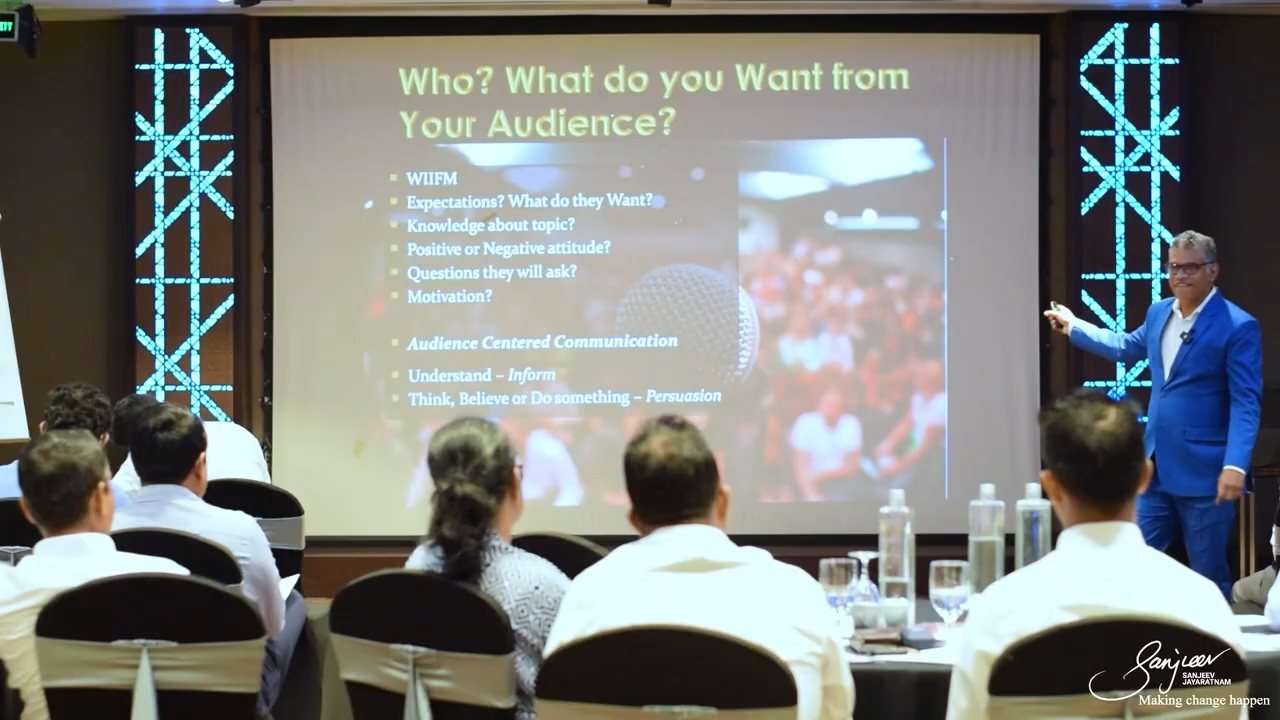 Who? What do you Want from
Your Audience?
WIIFM
Expectations? What do they Want?
Knowledge about topic?
Positive or Negative attitude?
Questions they will ask?
Motivation?
Audience Centered Communication
Understand – Inform
Think, Believe or Do something – Persuasion
Sanjeev
SANJEEV
JAYARATNAM
Making change happen